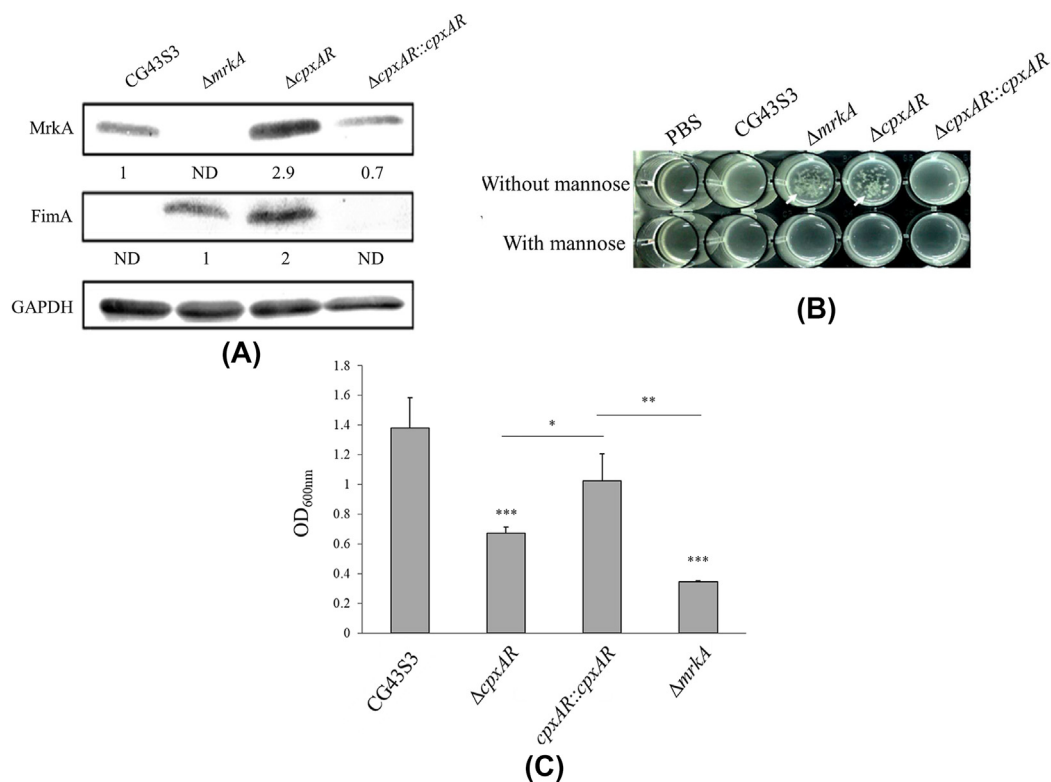 CG43S3 ΔmrkA ΔcpxAR ΔcpxAR::cpxAR
MrkA
1 ND 2.9 0.7
FimA
ND 1 2 ND
GAPDH
(A)
PBS CG43S3 ΔmrkA ΔcpxAR ΔcpxAR::cpxAR
Without mannose
With mannose
(B)
1.8
1.6
1.4
1.2
1
0.8
0.6
0.4
0.2
0
OD600nm
*
**
***
***
CG43S3 ΔcpxAR cpxAR::cpxAR ΔmrkA
(C)